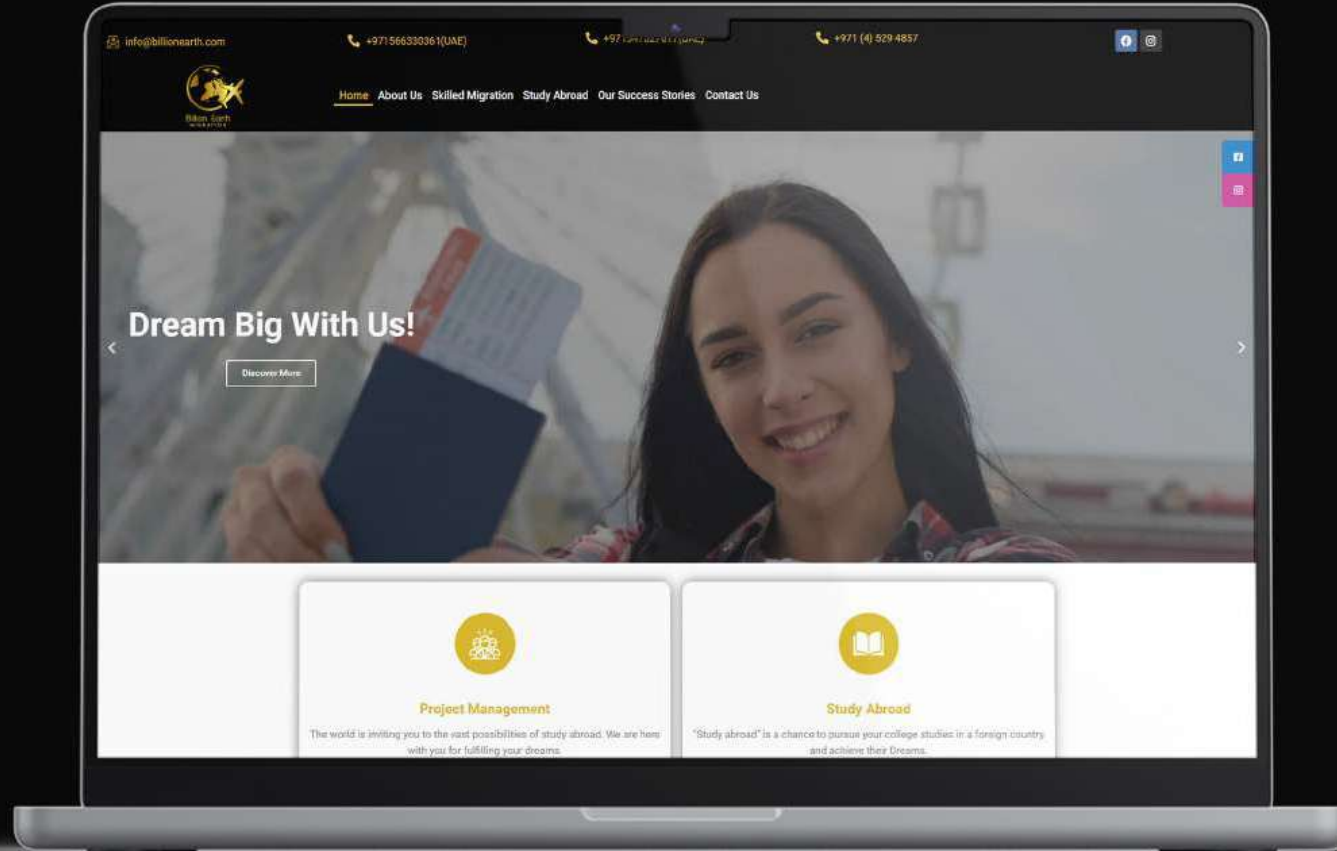 info@billionearth.com
+971566330361(UAE)
+971 (4) 529 4857
Billion Earth
MIGRATION
Home About Us Skilled Migration Study Abroad Our Success Stories Contact Us
Dream Big With Us!
Discover More
Project Management
The world is inviting you to the vast possibilities of study abroad. We are here
with you for fulfilling your dreams.
Study Abroad
"Study abroad" is a chance to pursue your college studies in a foreign country
and achieve their Dreams.